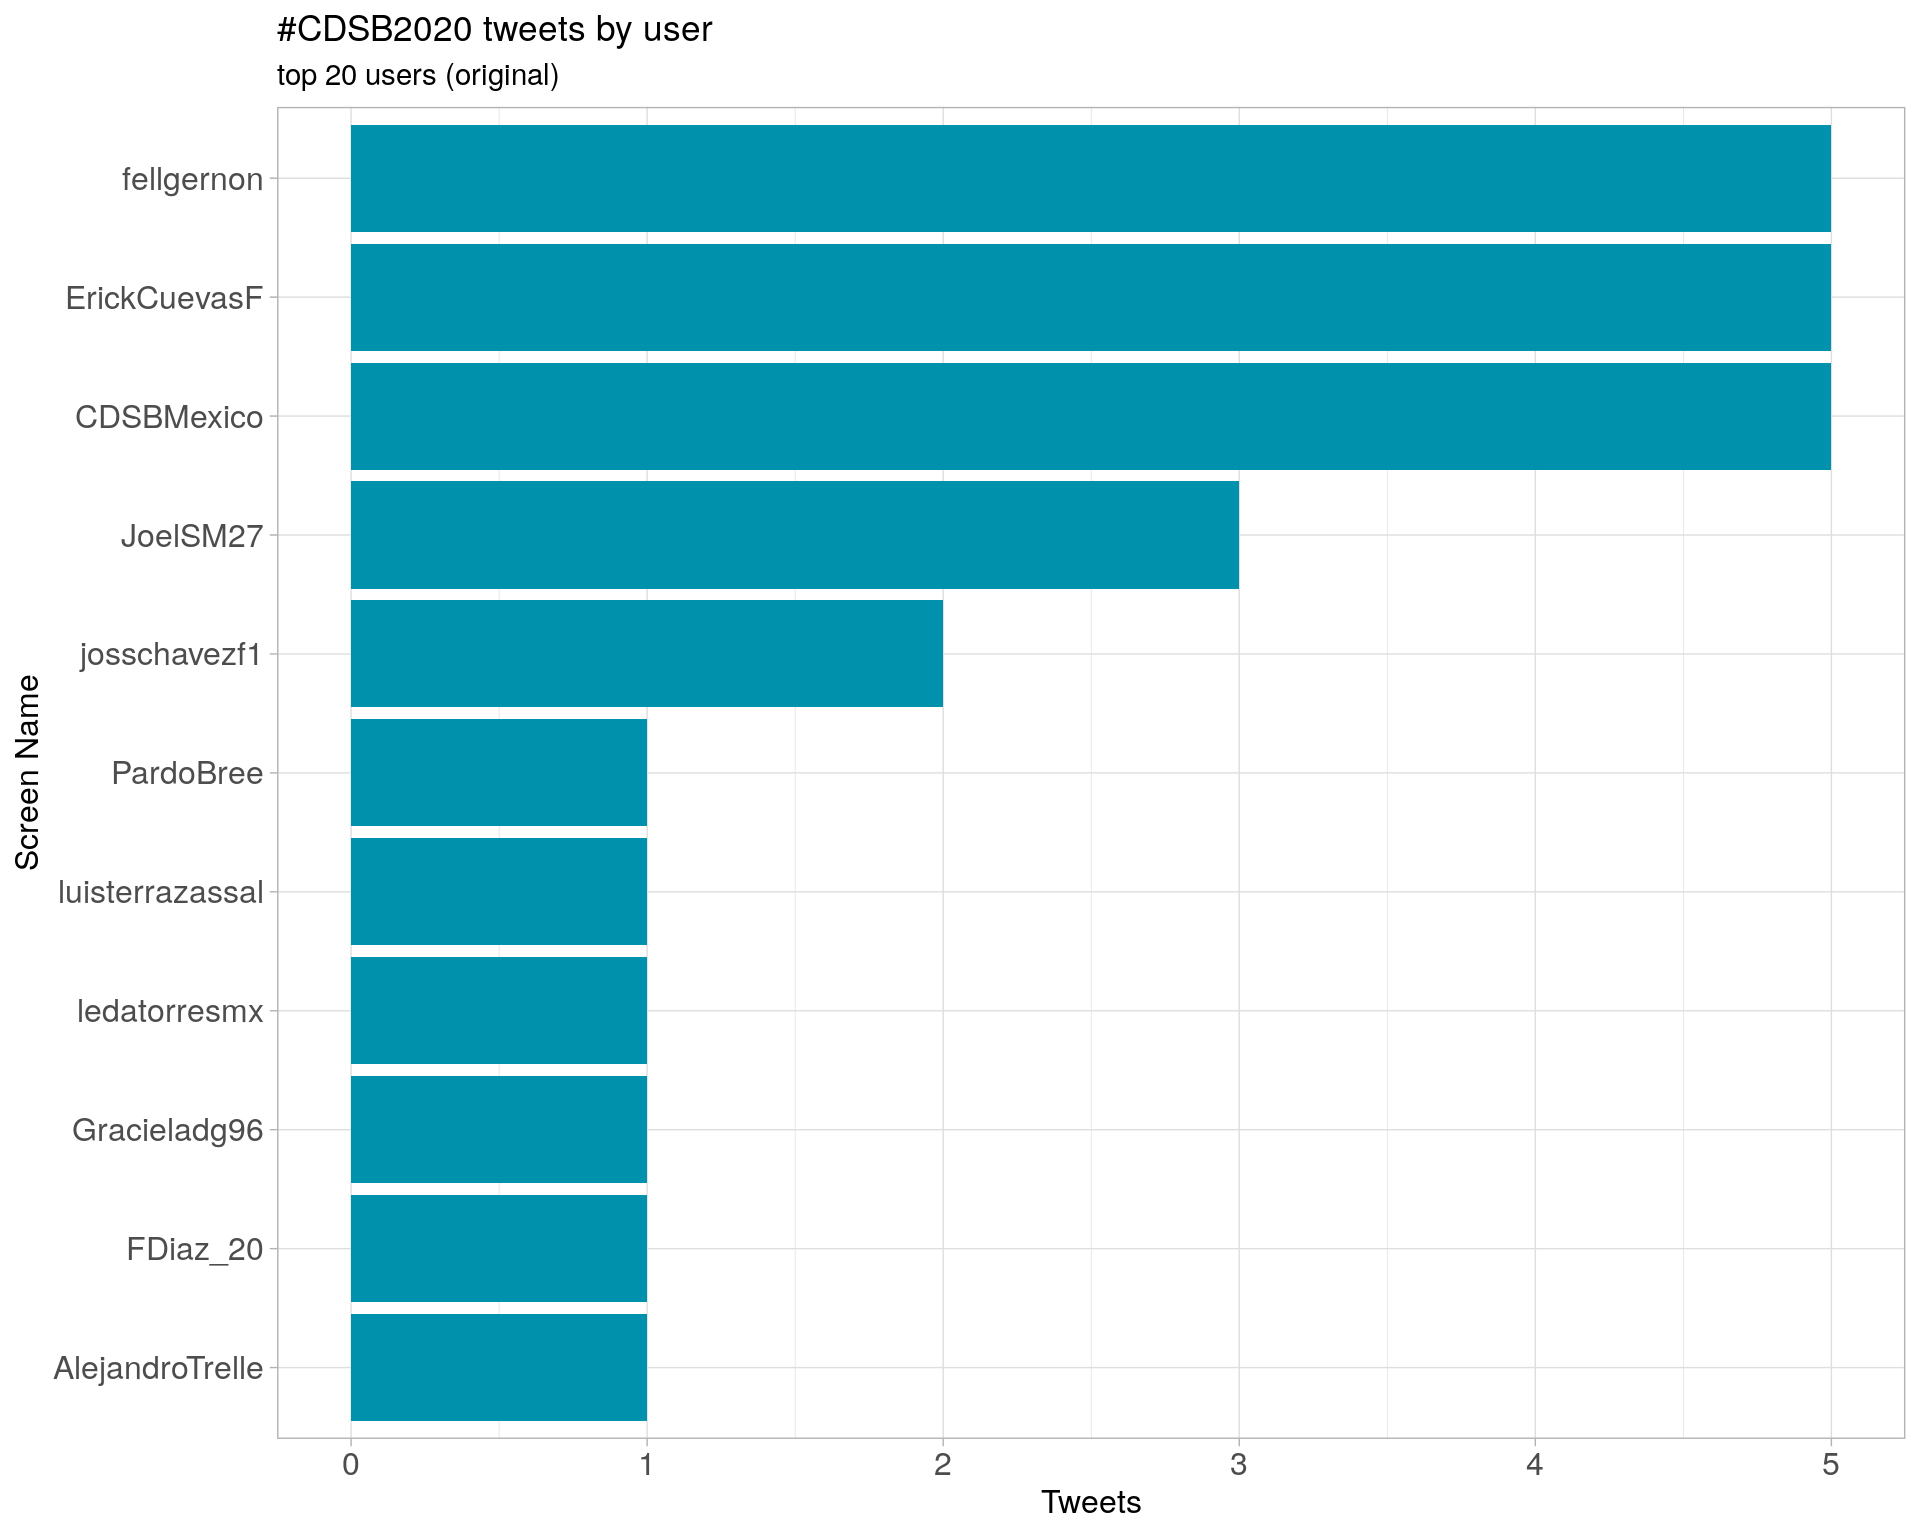 #CDSB2020 tweets by user
top 20 users (original)
fellgernon
ErickCuevasF
CDSBMexico
JoelSM27
josschavezf1
PardoBree
luisterrazassal
ledatorresmx
Gracieladg96
FDiaz_20
AlejandroTrelle
Screen Name
0 1 2 3 4 5
Tweets